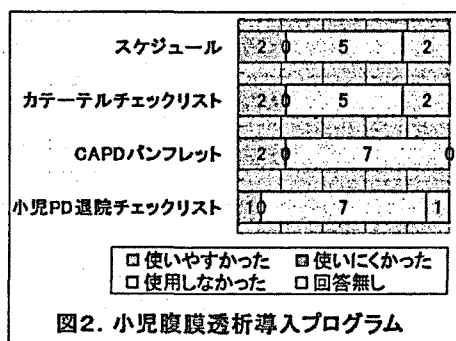 スケジュール 2 0 5 2
カテーテルチェックリスト 2 0 5 2
CAPDパンフレット 2 0 7 0
小児PD退院チェックリスト 1 0 7 1
□使いやすかった □使いにくかった
□使用しなかった □回答無し
図2. 小児腹膜透析導入プログラム